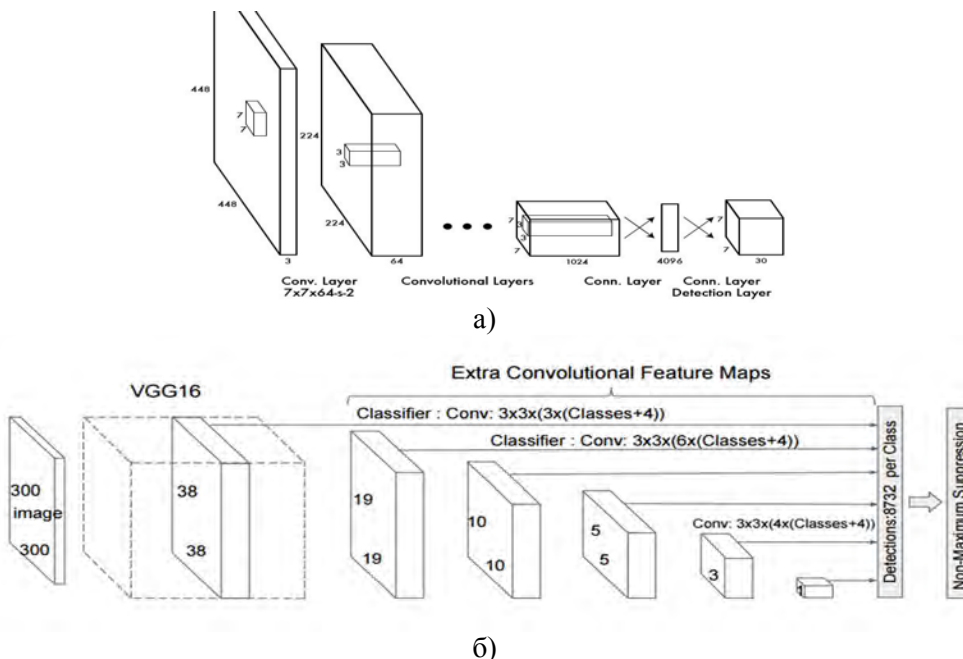 448
7
7
448
3
Conv. Layer
7x7x64-s-2
224
3
3
224
64
Convolutional Layers
7
3
3
7
1024
Conn. Layer
4096
7
7
30
Conn. Layer
Detection Layer
а)
VGG16
Extra Convolutional Feature Maps
Classifier : Conv: 3x3x(3x(Classes+4))
Classifier : Conv: 3x3x(6x(Classes+4))
Conv: 3x3x(4x(Classes+4))
300
image
300
38
38
19
19
10
10
5
5
3
Detections:8732 per Class
Non-Maximum Suppression
б)